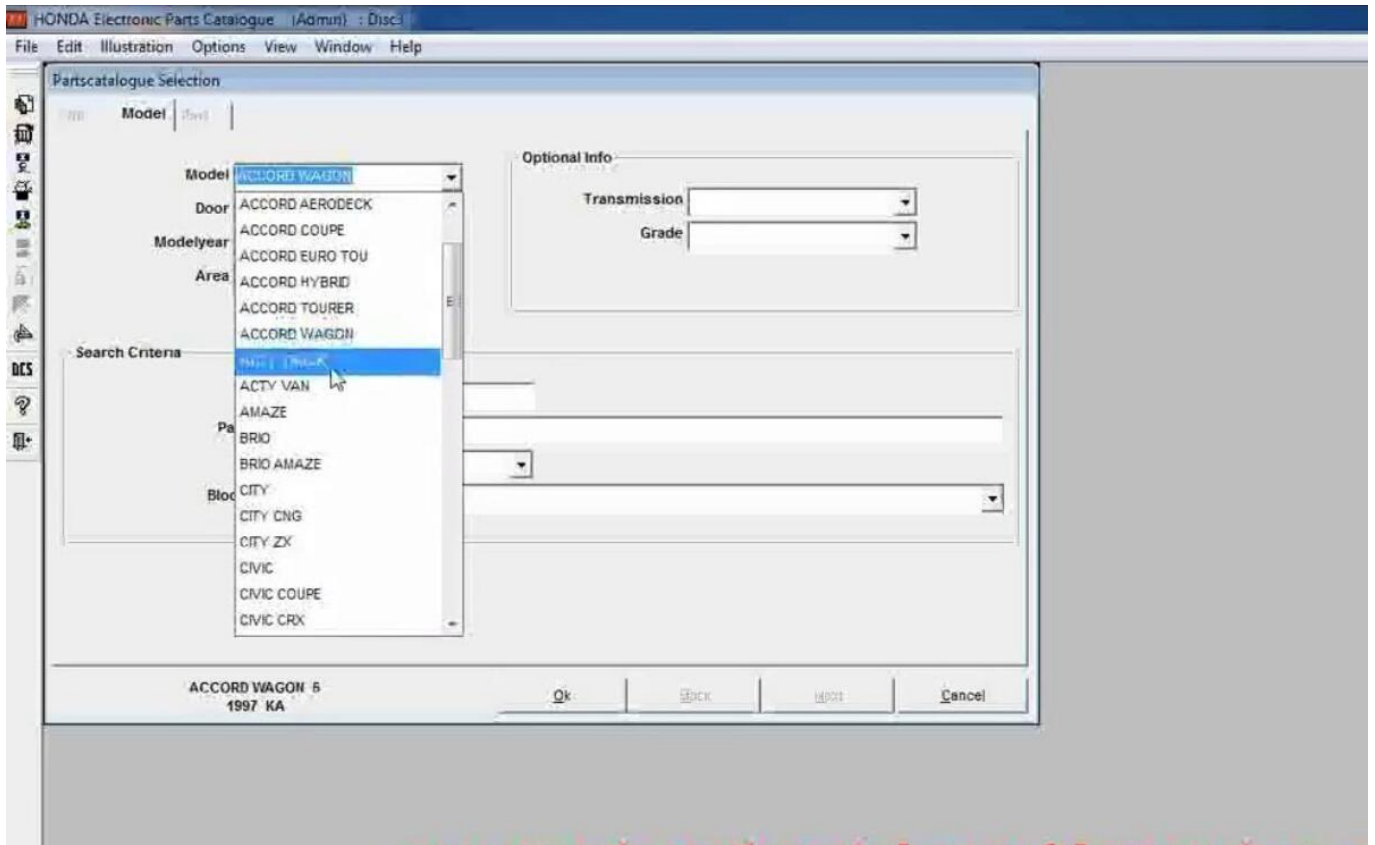 HONDA Electronic Parts Catalogue (Admin) : Disc:
File Edit Illustration Options View Window Help
Partscatalogue Selection
Model
Optional Info
Model ACCORD WAGON
Transmission
Door
ACCORD AERODECK
Grade
Modelyear
ACCORD COUPE
ACCORD EURO TOU
Area
ACCORD HYBRID
ACCORD TOURER
ACCORD WAGON
Search Criteria
ACTY VAN
AMAZE
Pa
BRIO
BRIO AMAZE
Bloc
CITY
CITY CNG
CITY ZX
CIVIC
CIVIC COUPE
CIVIC CRX
DCS
ACCORD WAGON 5
1997 KA
Ok
Cancel